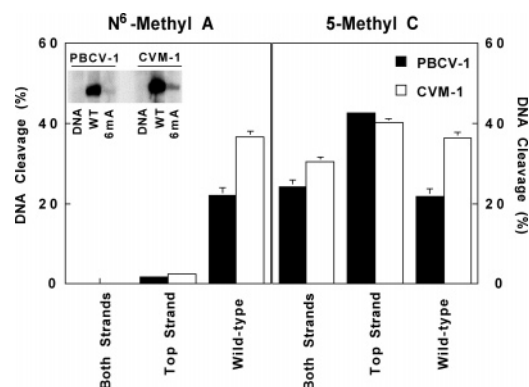 N6-Methyl A 5-Methyl C
60 60
PBCV-1 CVM-1
DNA WT 6mA DNA WT 6mA
PBCV-1
CVM-1
40 40
20 20
0 0
DNA Cleavage (%)
DNA Cleavage (%)
Both Strands
Top Strand
Wild-type
Both Strands
Top Strand
Wild-type